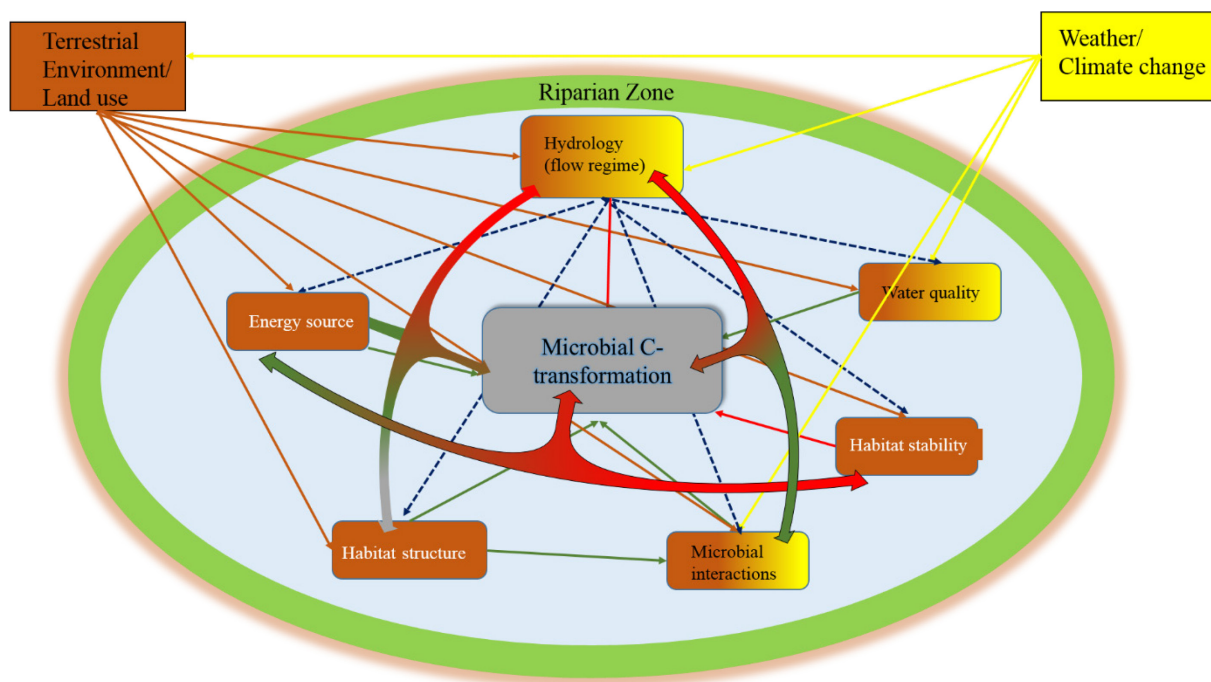 Terrestrial
Environment/
Land use
Weather/
Climate change
Riparian Zone
Hydrology
(flow regime)
Water quality
Energy source
Microbial C-
transformation
Habitat stability
Habitat structure
Microbial
interactions